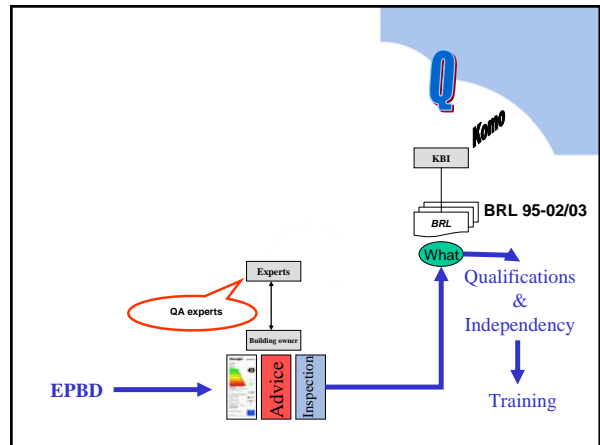 Q
Komo
KBI
BRL
BRL 95-02/03
What
Qualifications
&
Independency
Training
Experts
QA experts
Building owner
Advice
Inspection
EPBD